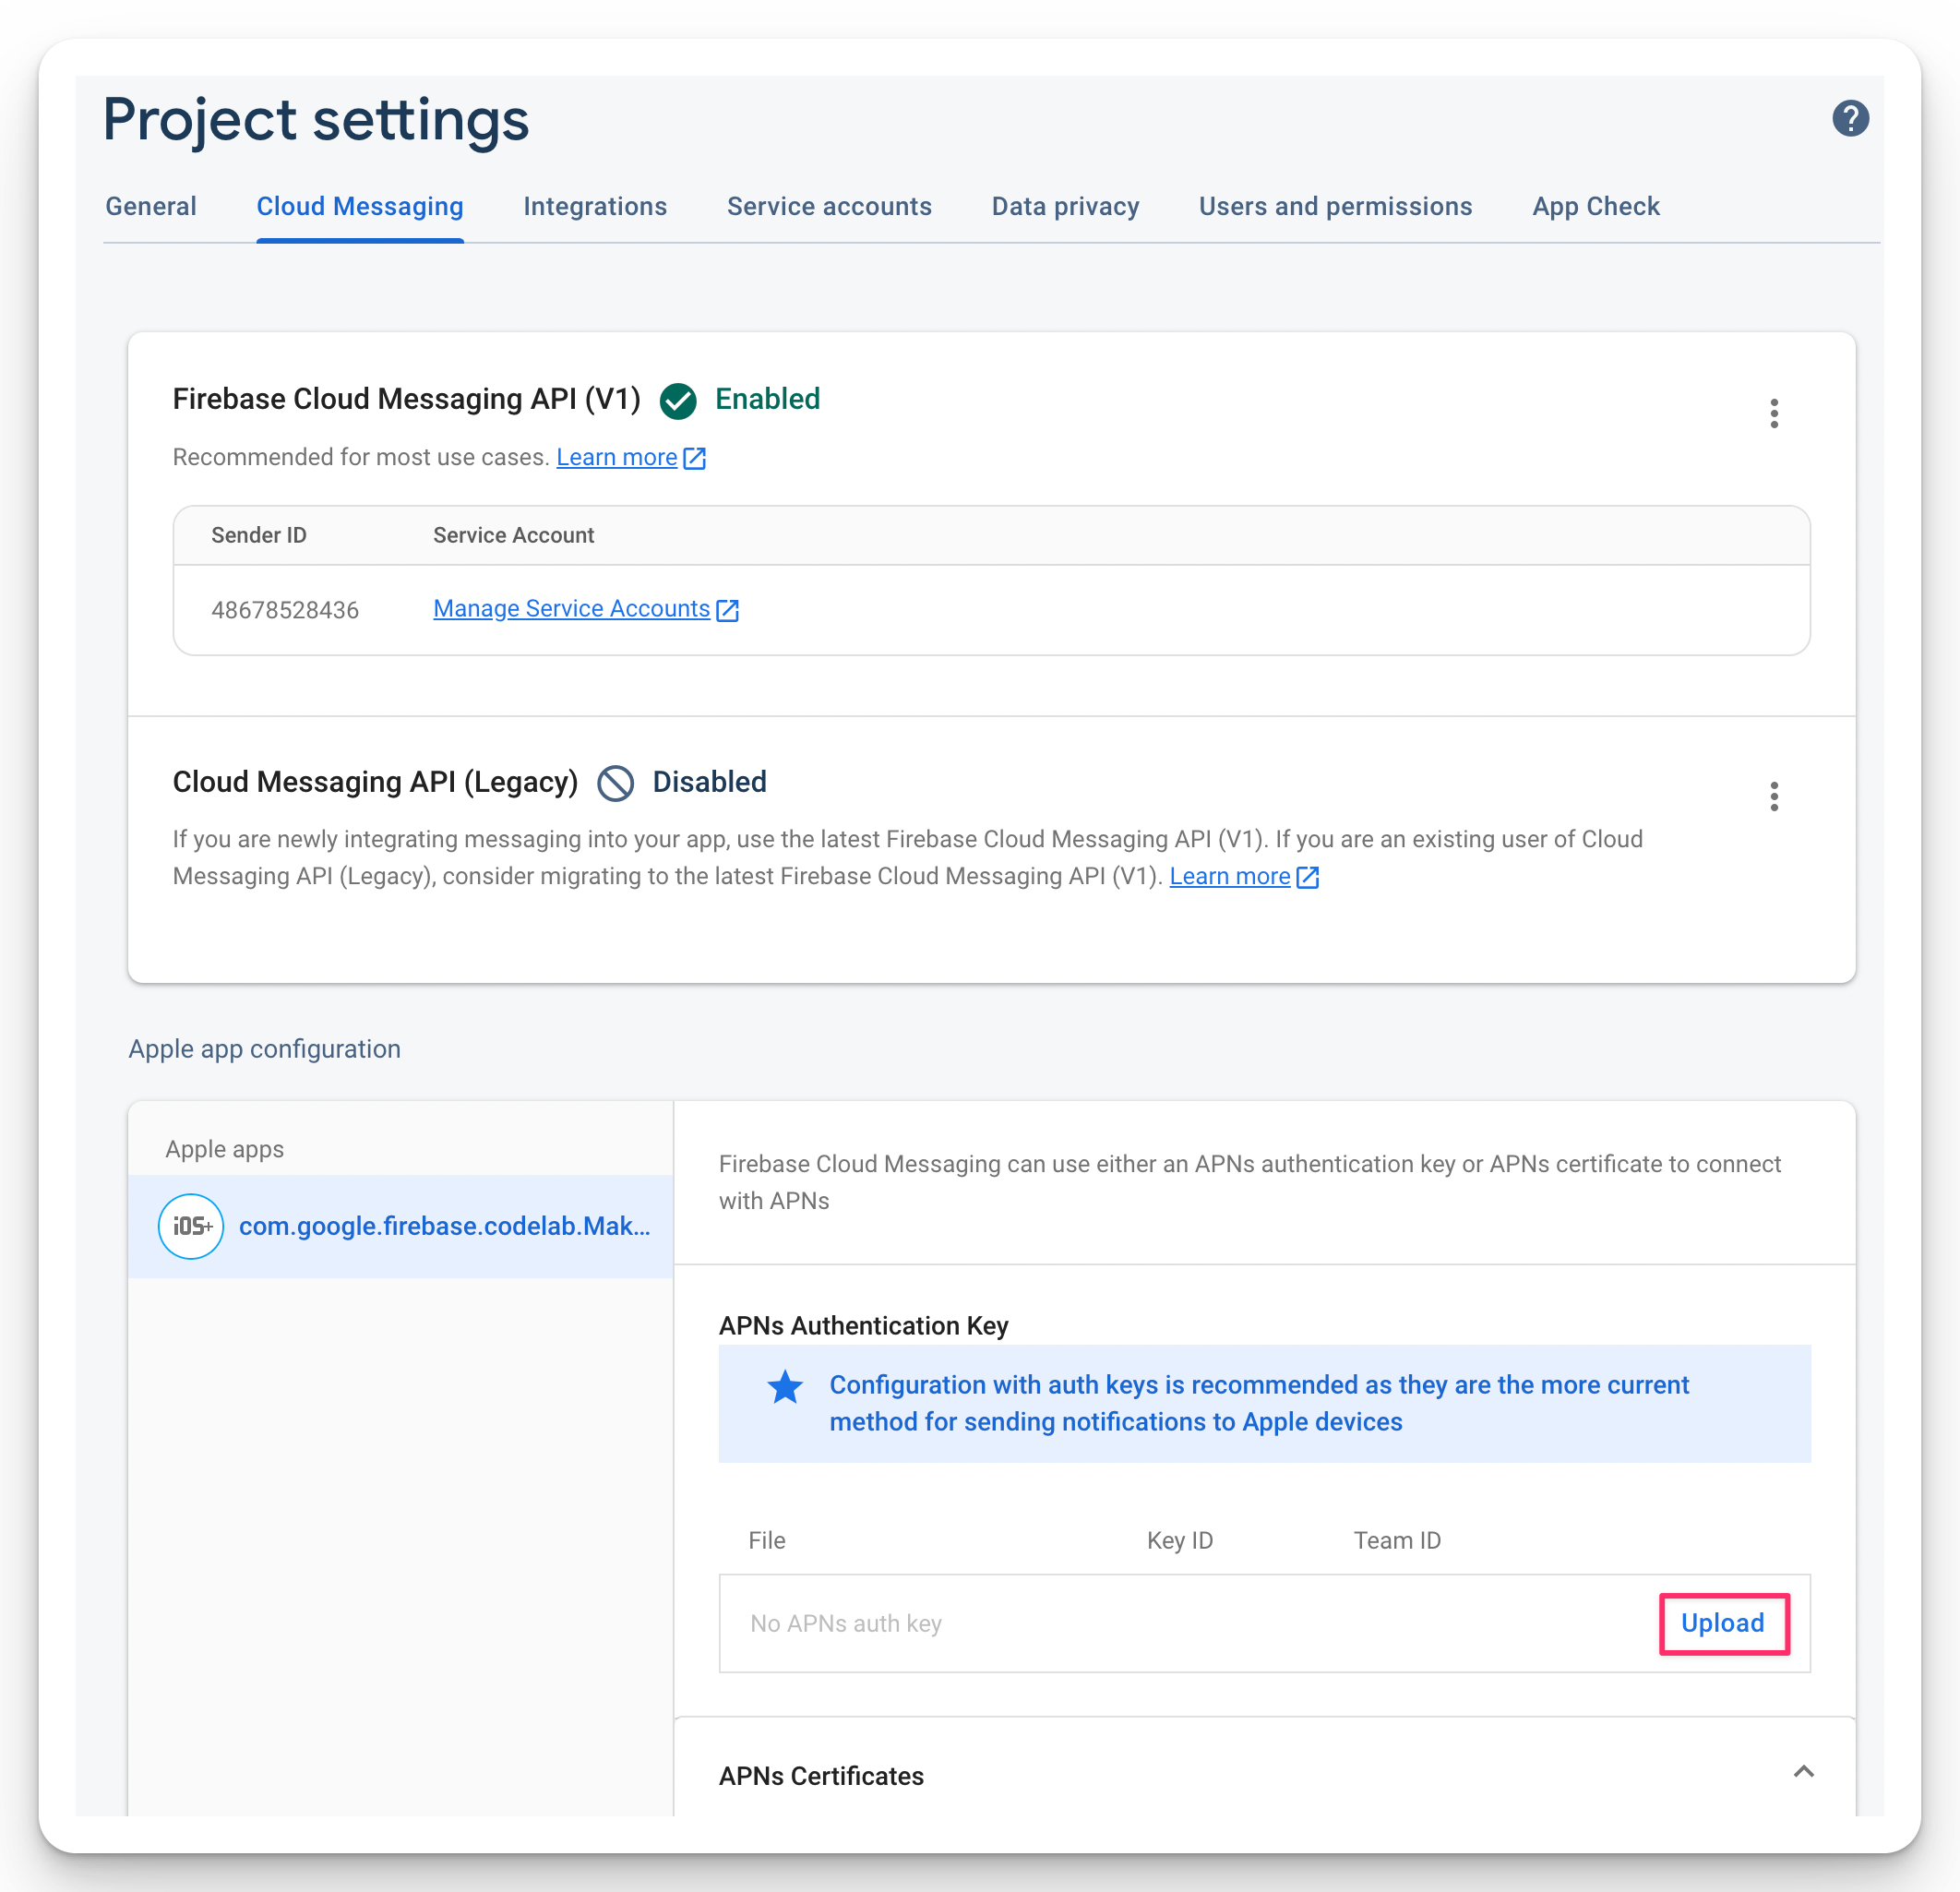 Project settings
?
General Cloud Messaging Integrations Service accounts Data privacy Users and permissions App Check
Firebase Cloud Messaging API (V1) Enabled
Recommended for most use cases. Learn more
Sender ID Service Account
48678528436 Manage Service Accounts
Cloud Messaging API (Legacy) Disabled
If you are newly integrating messaging into your app, use the latest Firebase Cloud Messaging API (V1). If you are an existing user of Cloud
Messaging API (Legacy), consider migrating to the latest Firebase Cloud Messaging API (V1). Learn more
Apple app configuration
Apple apps
iOS+ com.google.firebase.codelab.Mak...
Firebase Cloud Messaging can use either an APNs authentication key or APNs certificate to connect
with APNs
APNs Authentication Key
Configuration with auth keys is recommended as they are the more current
method for sending notifications to Apple devices
File Key ID Team ID
No APNs auth key Upload
APNs Certificates